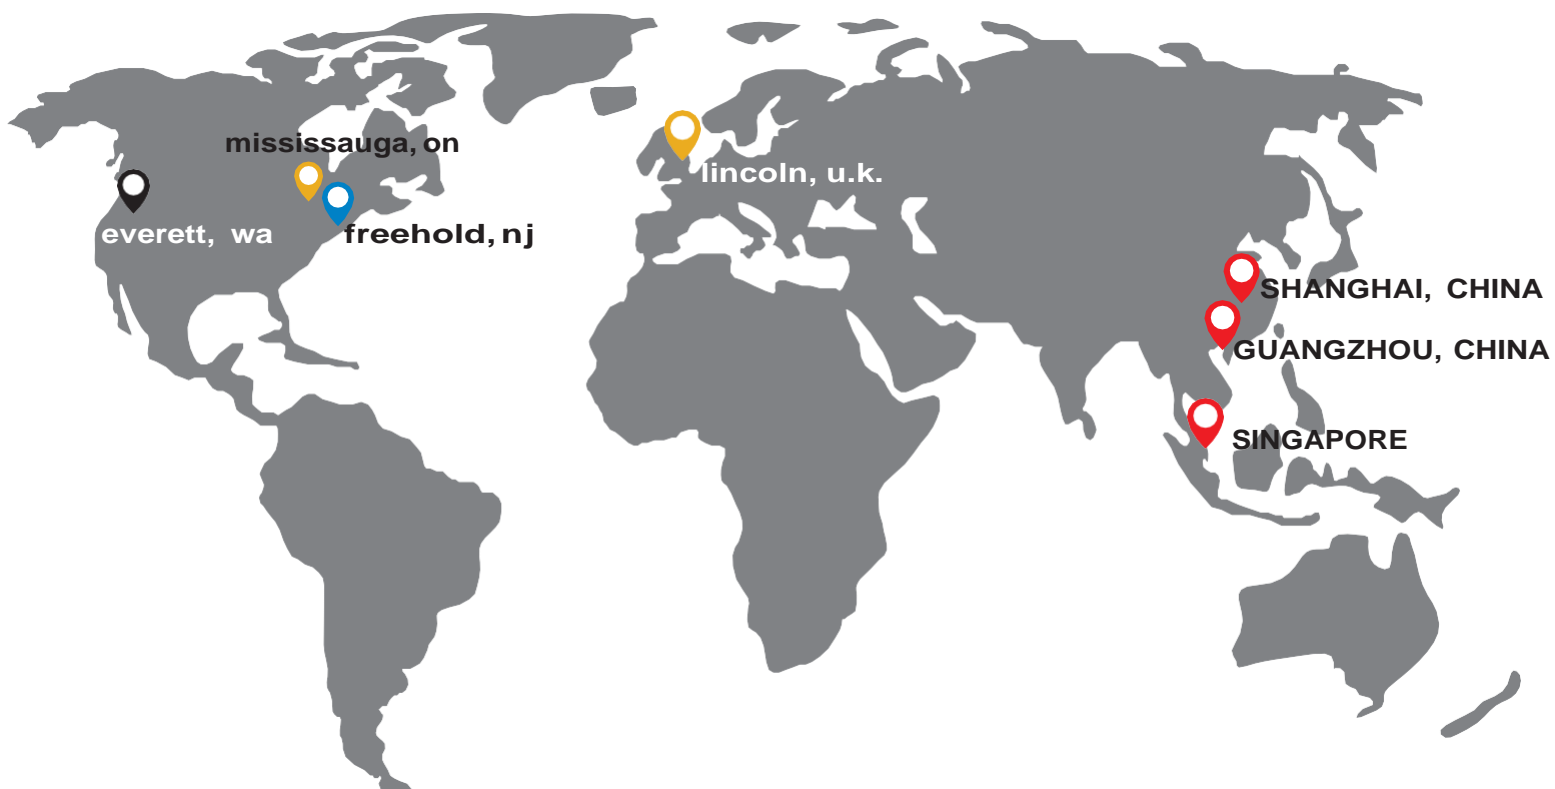 mississauga, on
lincoln, u.k.
everett, wa
freehold, nj
SHANGHAI, CHINA
GUANGZHOU, CHINA
SINGAPORE